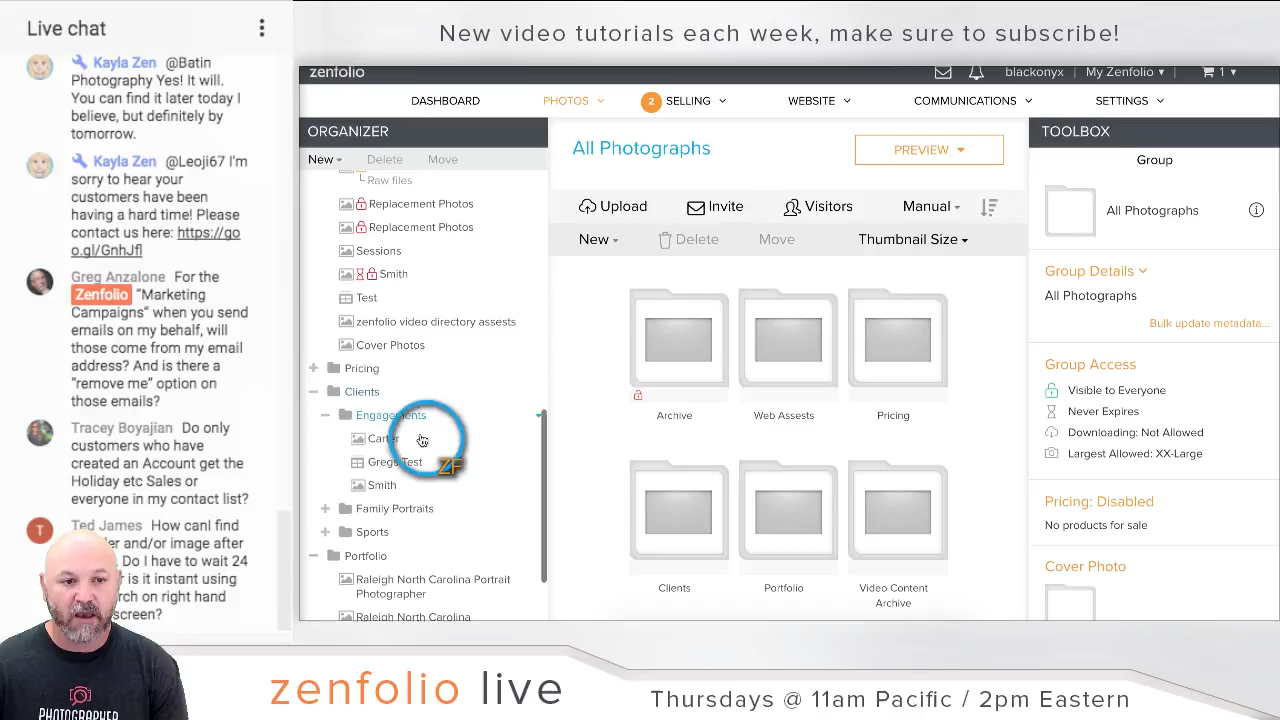 Live chat
Kayla Zen @Batin
Photography Yes! It will.
You can find it later today I
believe, but definitely by
tomorrow.
Kayla Zen @Leoji67 I'm
sorry to hear your
customers have been
having a hard time! Please
contact us here: https://go
o.gl/GnhJfl
Greg Anzalone For the
Zenfolio "Marketing
Campaigns" when you send
emails on my behalf, will
those come from my email
address? And is there a
"remove me" option on
those emails?
Tracey Boyajian Do only
customers who have
created an Account get the
Holiday etc Sales or
everyone in my contact list?
T
Ted James How canI find
and/or image after
Do I have to wait 24
is it instant using
on right hand
screen?
PHOTOGRAPHER
New video tutorials each week, make sure to subscribe!
zenfolio
blackonyx
My Zenfolio
1
DASHBOARD
PHOTOS
2 SELLING
WEBSITE
COMMUNICATIONS
SETTINGS
ORGANIZER
New
Delete
Move
Raw files
Replacement Photos
Replacement Photos
Sessions
Smith
Test
zenfolio video directory assests
Cover Photos
Pricing
Clients
Engagements
Carter
Gregs Test
ZF
Smith
Family Portraits
Sports
Portfolio
Raleigh North Carolina Portrait
Photographer
Raleigh North Carolina
All Photographs
PREVIEW
Upload
Invite
Visitors
Manual
New
Delete
Move
Thumbnail Size
Archive
Web Assests
Pricing
Clients
Portfolio
Video Content
Archive
TOOLBOX
Group
All Photographs
Group Details
All Photographs
Bulk update metadata...
Group Access
Visible to Everyone
Never Expires
Downloading: Not Allowed
Largest Allowed: XX-Large
Pricing: Disabled
No products for sale
Cover Photo
zenfolio live
Thursdays @ 11am Pacific / 2pm Eastern